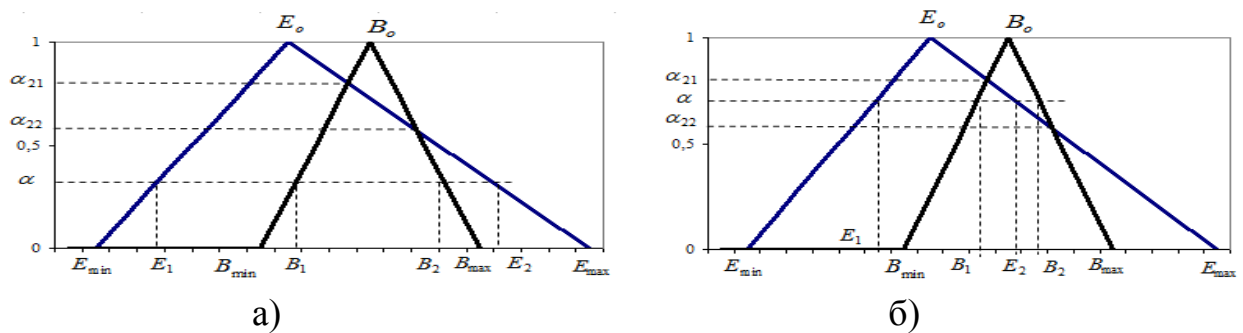 E_o B_o
1
α_21
α_22
0,5
α
0
E_min E_1 B_min B_1 B_2 B_max E_2 E_max
а)
E_o B_o
1
α_21
α
α_22
0,5
0
E_1
E_min B_min B_1 E_2 B_2 B_max E_max
б)